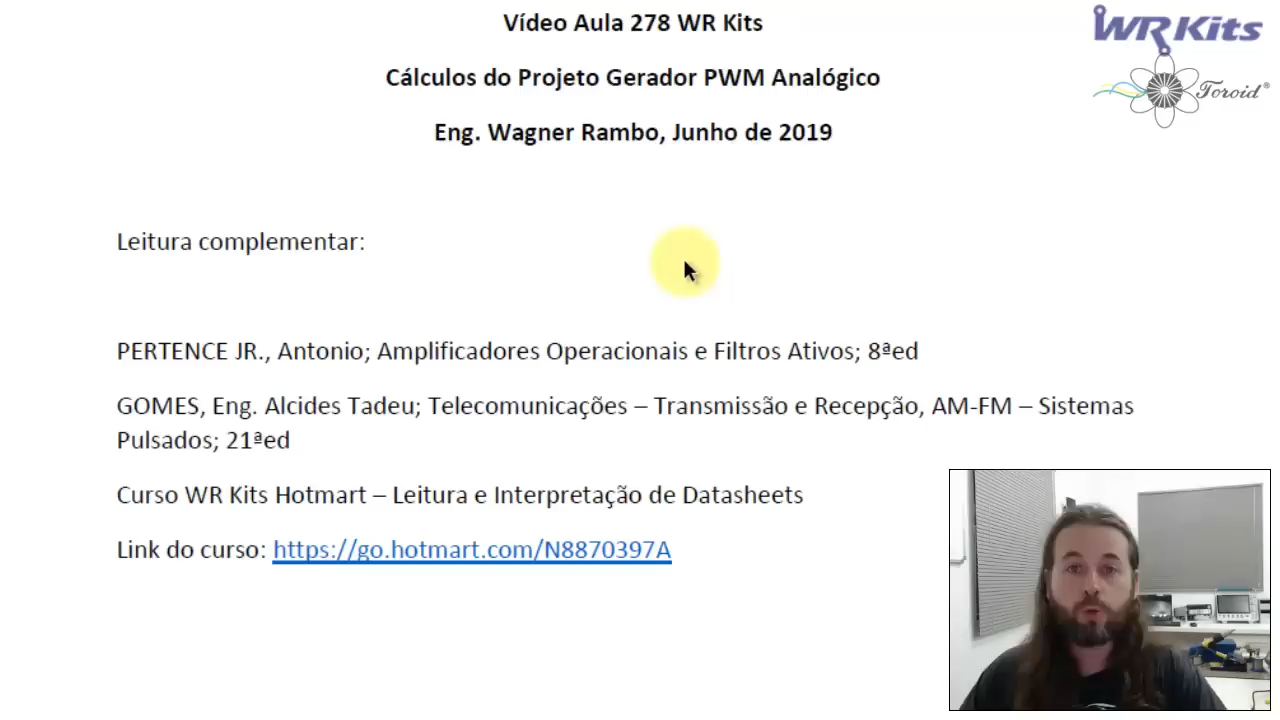 Vídeo Aula 278 WR Kits
WR Kits
Cálculos do Projeto Gerador PWM Analógico
Toroid®
Eng. Wagner Rambo, Junho de 2019
Leitura complementar:
PERTENCE JR., Antonio; Amplificadores Operacionais e Filtros Ativos; 8ªed
GOMES, Eng. Alcides Tadeu; Telecomunicações – Transmissão e Recepção, AM-FM – Sistemas
Pulsados; 21ªed
Curso WR Kits Hotmart – Leitura e Interpretação de Datasheets
Link do curso: https://go.hotmart.com/N8870397A